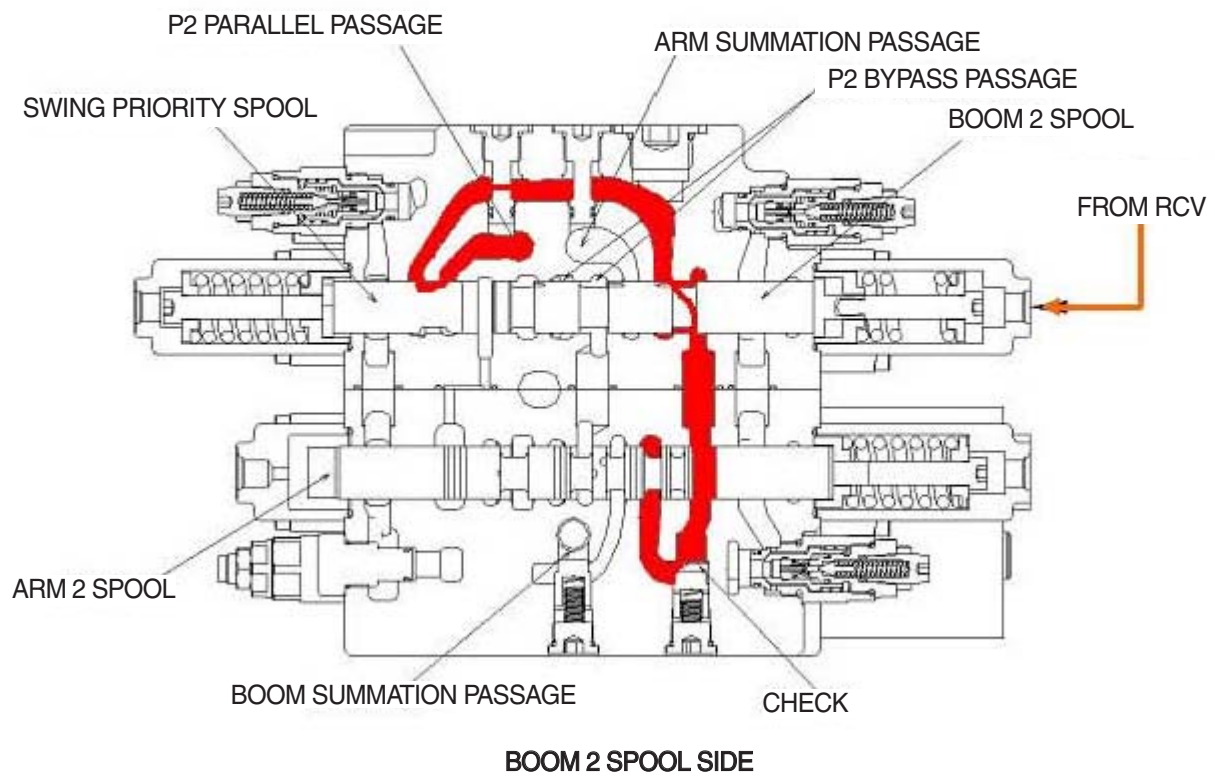 P2 PARALLEL PASSAGE
ARM SUMMATION PASSAGE
P2 BYPASS PASSAGE
SWING PRIORITY SPOOL
BOOM 2 SPOOL
FROM RCV
ARM 2 SPOOL
BOOM SUMMATION PASSAGE
CHECK
BOOM 2 SPOOL SIDE